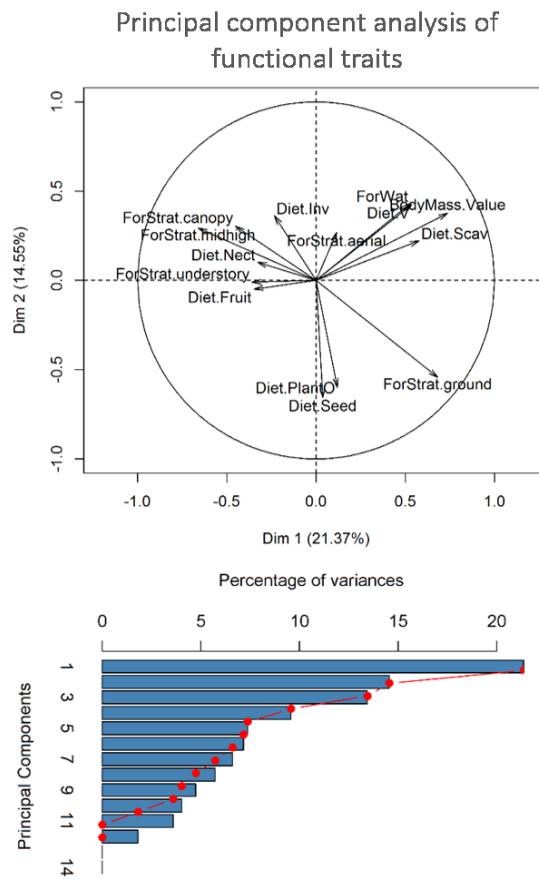 Principal component analysis of
functional traits
1.0
0.5
0.0
-0.5
-1.0
Dim 2 (14.55%)
ForWat
BodyMass.Value
Diet.Inv
Diet.V
ForStrat.canopy
ForStrat.midhigh
ForStrat.aerial
Diet.Scav
Diet.Nect
ForStrat.understory
Diet.Fruit
Diet.PlantO
ForStrat.ground
Diet.Seed
-1.0 -0.5 0.0 0.5 1.0
Dim 1 (21.37%)
Percentage of variances
0 5 10 15 20
Principal Components
1
3
5
7
9
11
14